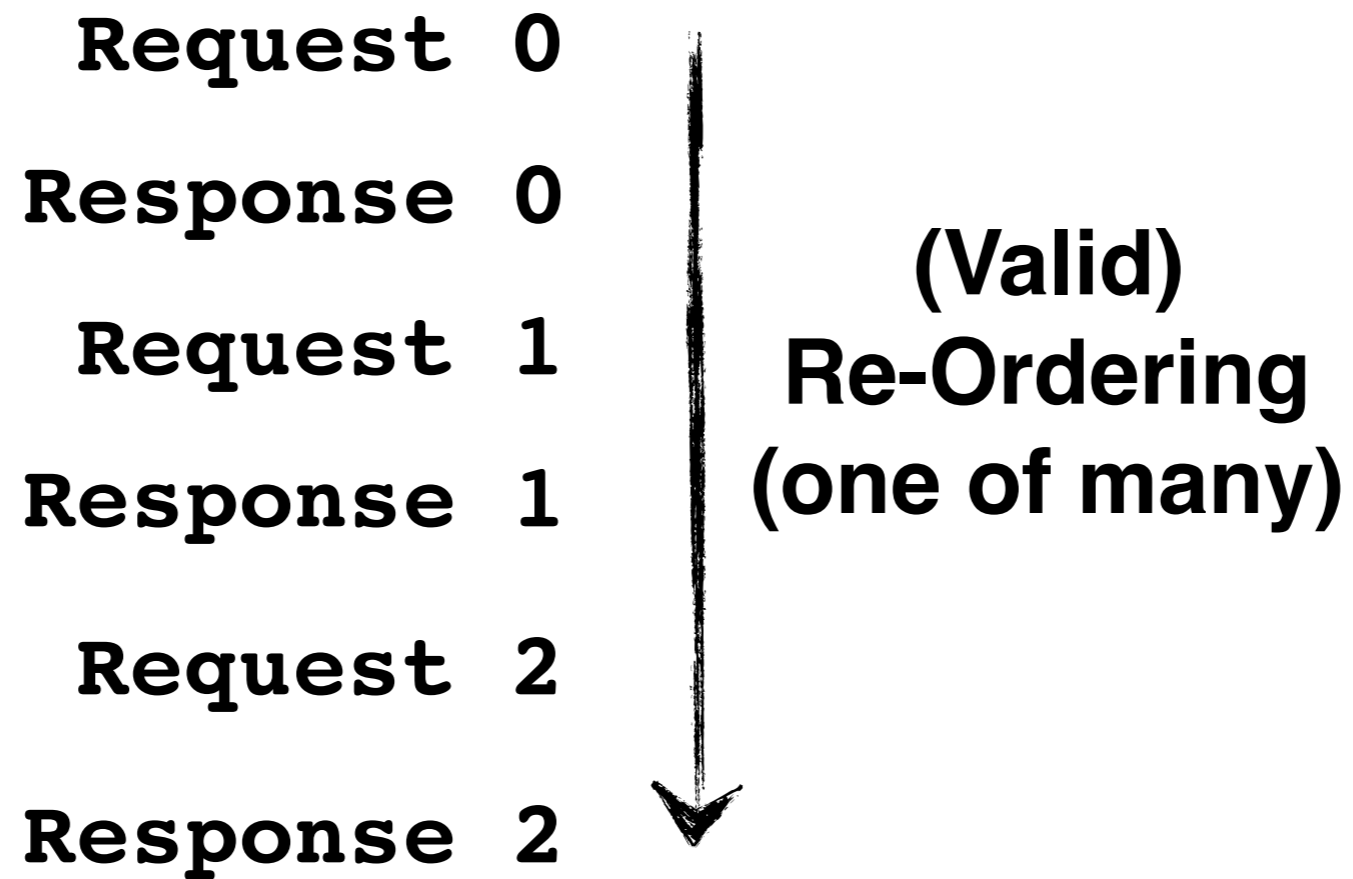 Request 0
Response 0
Request 1
Response 1
Request 2
Response 2
(Valid)
Re-Ordering
(one of many)